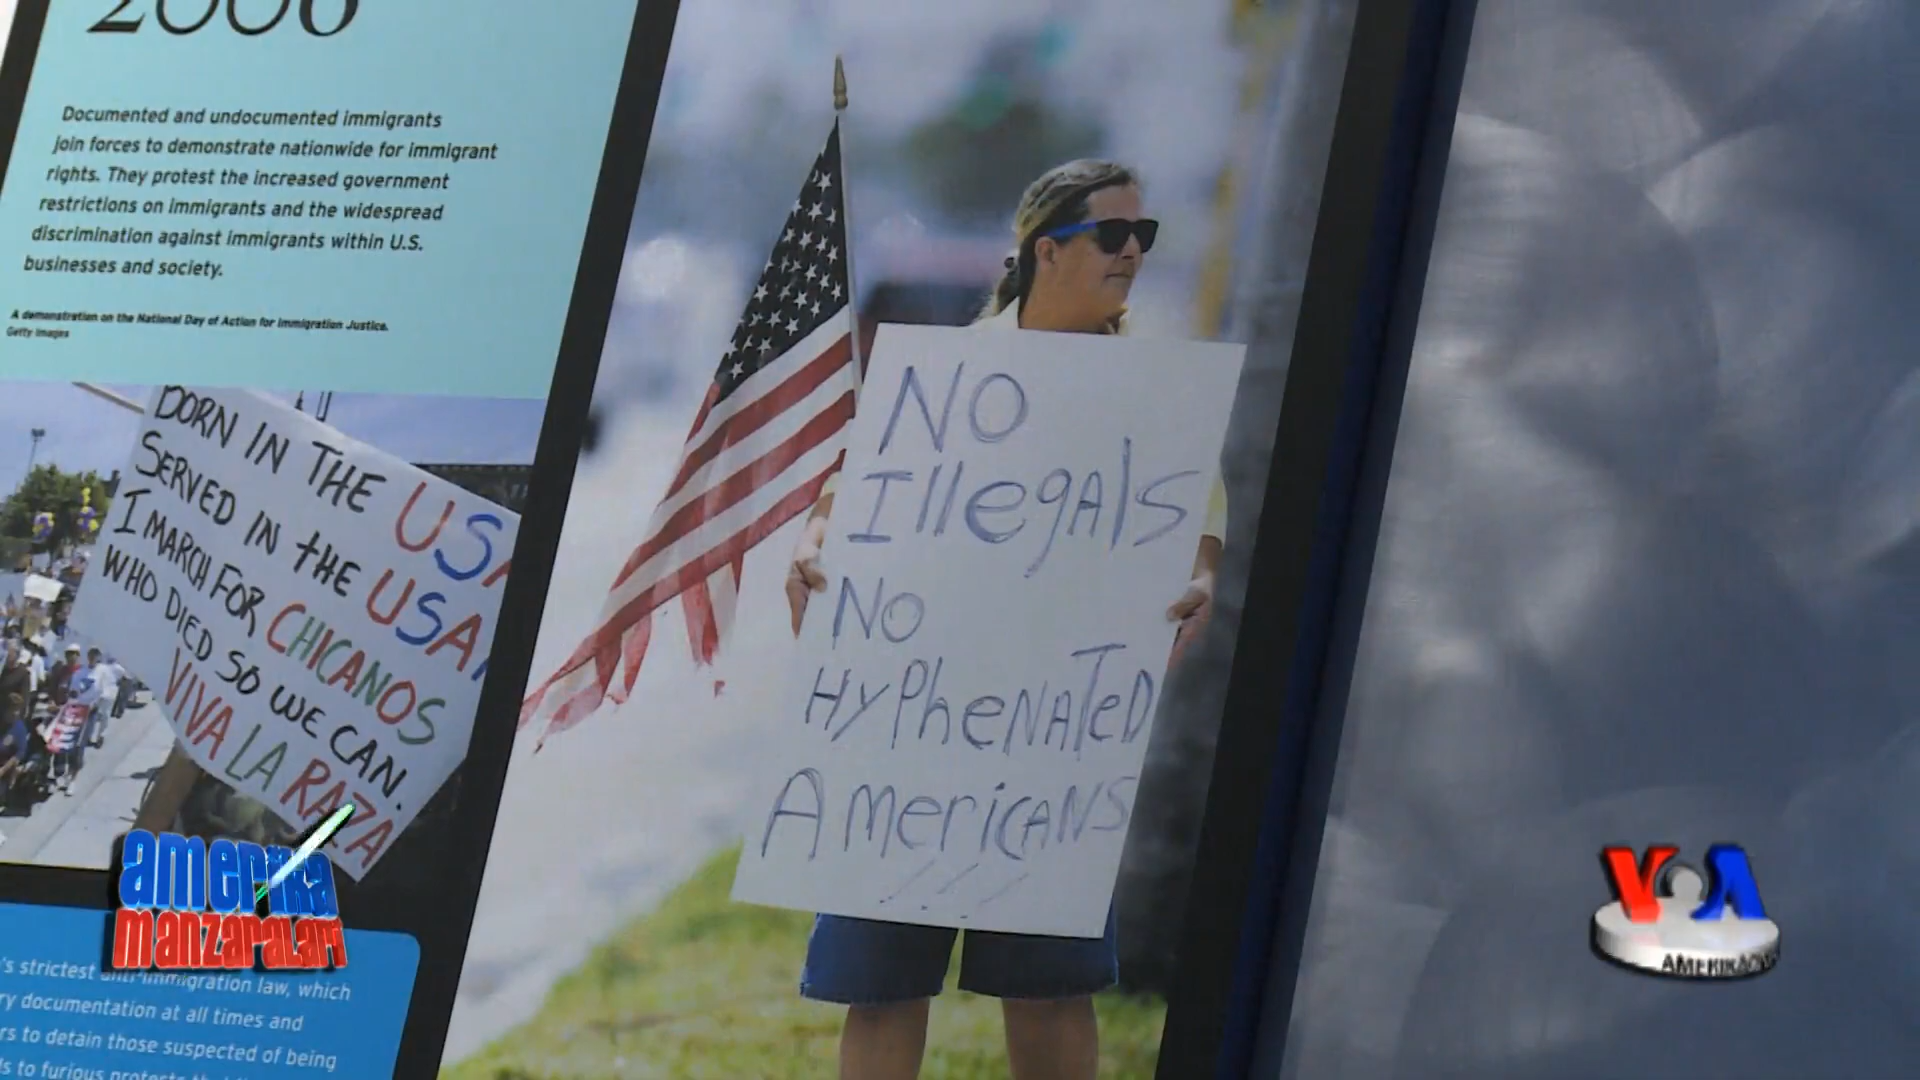 2006
Documented and undocumented immigrants
join forces to demonstrate nationwide for immigrant
rights. They protest the increased government
restrictions on immigrants and the widespread
discrimination against immigrants within U.S.
businesses and society.
A demonstration on the National Day of Action for Immigration Justice.
Getty Images
BORN IN THE USA
SERVED IN tHE USA
I MARCH FOR CHICANOS
WHO DIED SO WE CAN.
VIVA LA RAZA
's strictest anti-immigration law, which
ry documentation at all times and
rs to detain those suspected of being
to furious protests
NO
IllegAlS
NO
HyPheNATeD
AmericANS
amerika
manzaralari
VOA